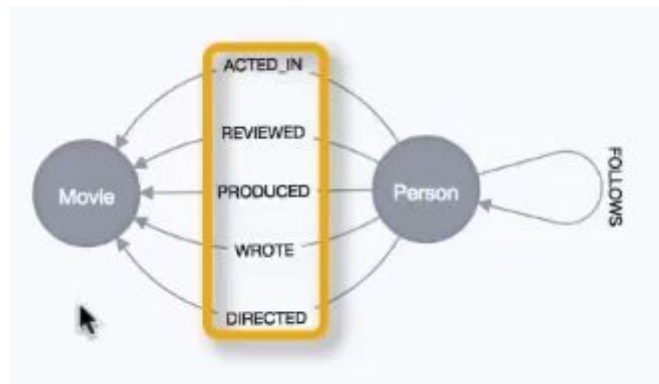 ACTED_IN
REVIEWED
Movie
PRODUCED
Person
FOLLOWS
WROTE
DIRECTED